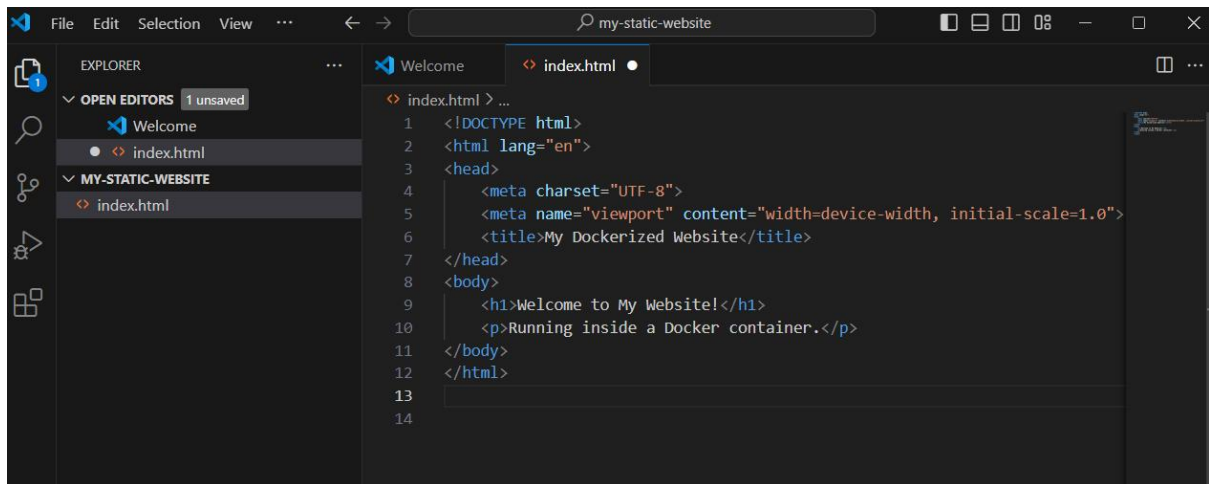 File Edit Selection View ··· my-static-website
EXPLORER ···
OPEN EDITORS 1 unsaved
Welcome
index.html
MY-STATIC-WEBSITE
index.html
1
Welcome index.html ···
index.html > ...
1 <!DOCTYPE html>
2 <html lang="en">
3 <head>
4     <meta charset="UTF-8">
5     <meta name="viewport" content="width=device-width, initial-scale=1.0">
6     <title>My Dockerized Website</title>
7 </head>
8 <body>
9     <h1>Welcome to My Website!</h1>
10     <p>Running inside a Docker container.</p>
11 </body>
12 </html>
13
14